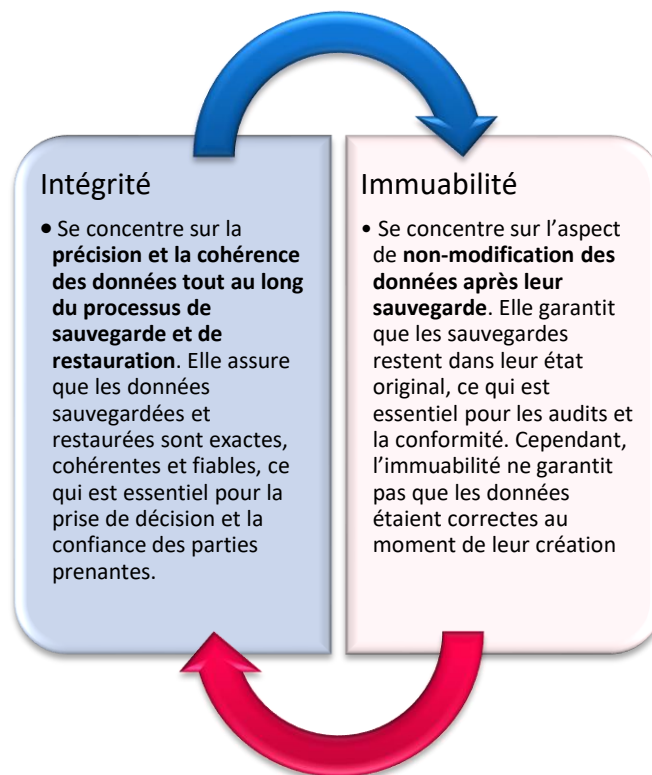 Intégrité
• Se concentre sur la
précision et la cohérence
des données tout au long
du processus de
sauvegarde et de
restauration. Elle assure
que les données
sauvegardées et
restaurées sont exactes,
cohérentes et fiables, ce
qui est essentiel pour la
prise de décision et la
confiance des parties
prenantes.
Immuabilité
• Se concentre sur l’aspect
de non-modification des
données après leur
sauvegarde. Elle garantit
que les sauvegardes
restent dans leur état
original, ce qui est
essentiel pour les audits et
la conformité. Cependant,
l’immuabilité ne garantit
pas que les données
étaient correctes au
moment de leur création